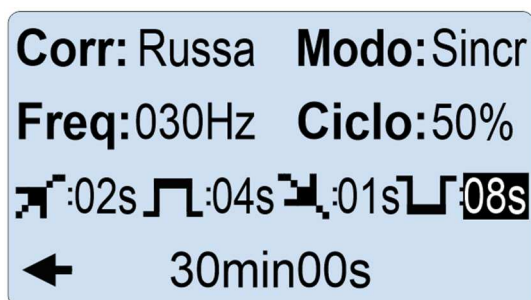 Corr: Russa Modo: Sincr
Freq: 030Hz Ciclo: 50%
:02s :04s :01s :08s
30min00s